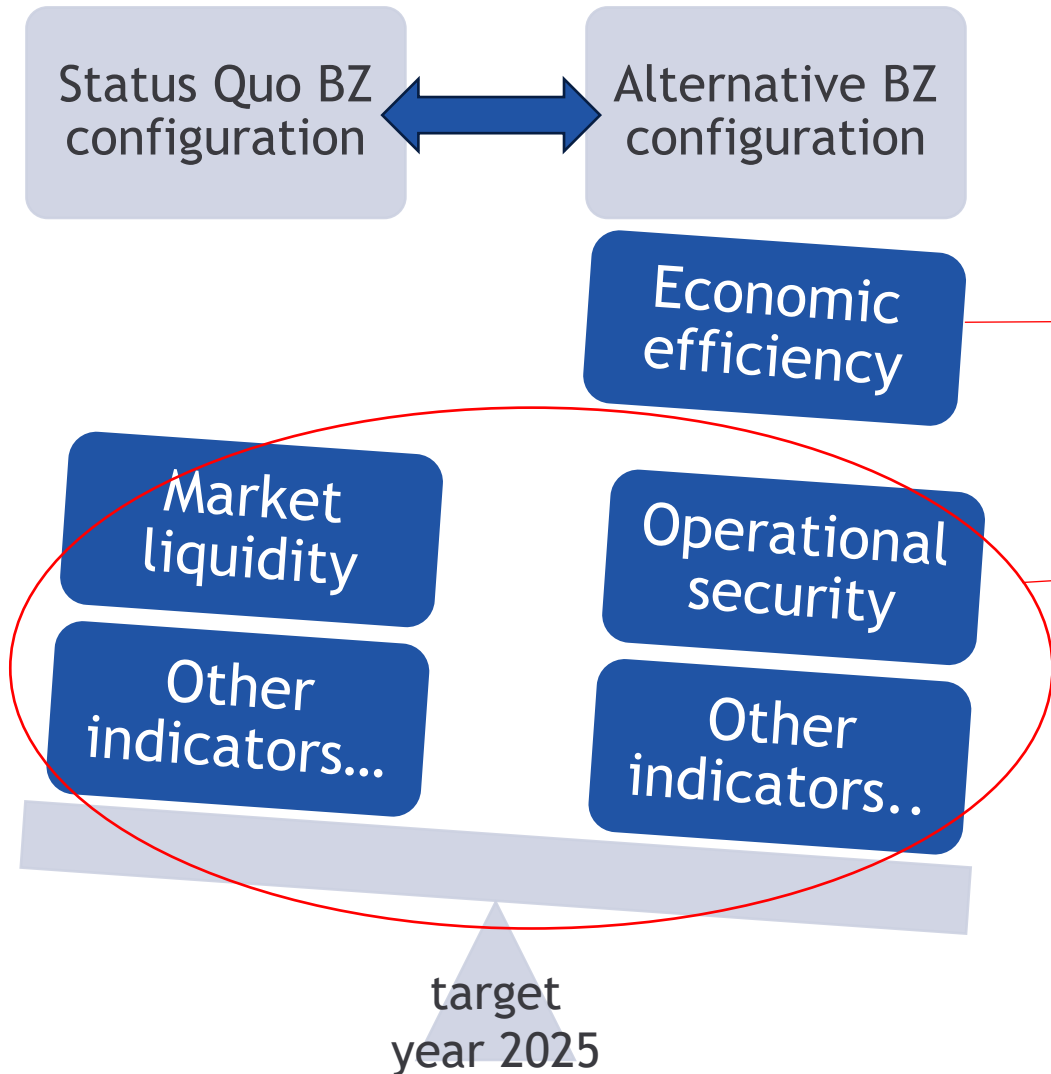 Status Quo BZ
configuration
Alternative BZ
configuration
Economic
efficiency
Market
liquidity
Operational
security
Other
indicators…
Other
indicators..
target
year 2025